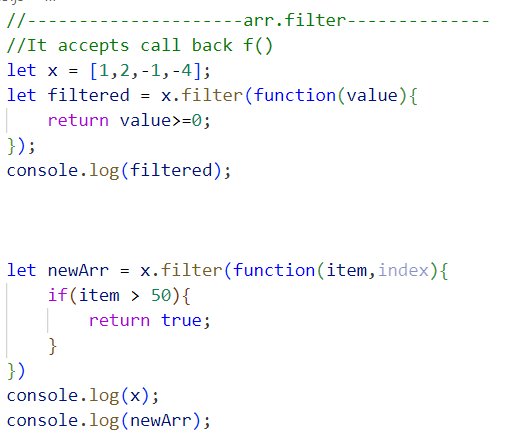 //---------------------arr.filter--------------
//It accepts call back f()
let x = [1,2,-1,-4];
let filtered = x.filter(function(value){
    return value>=0;
});
console.log(filtered);
let newArr = x.filter(function(item,index){
    if(item > 50){
        return true;
    }
})
console.log(x);
console.log(newArr);